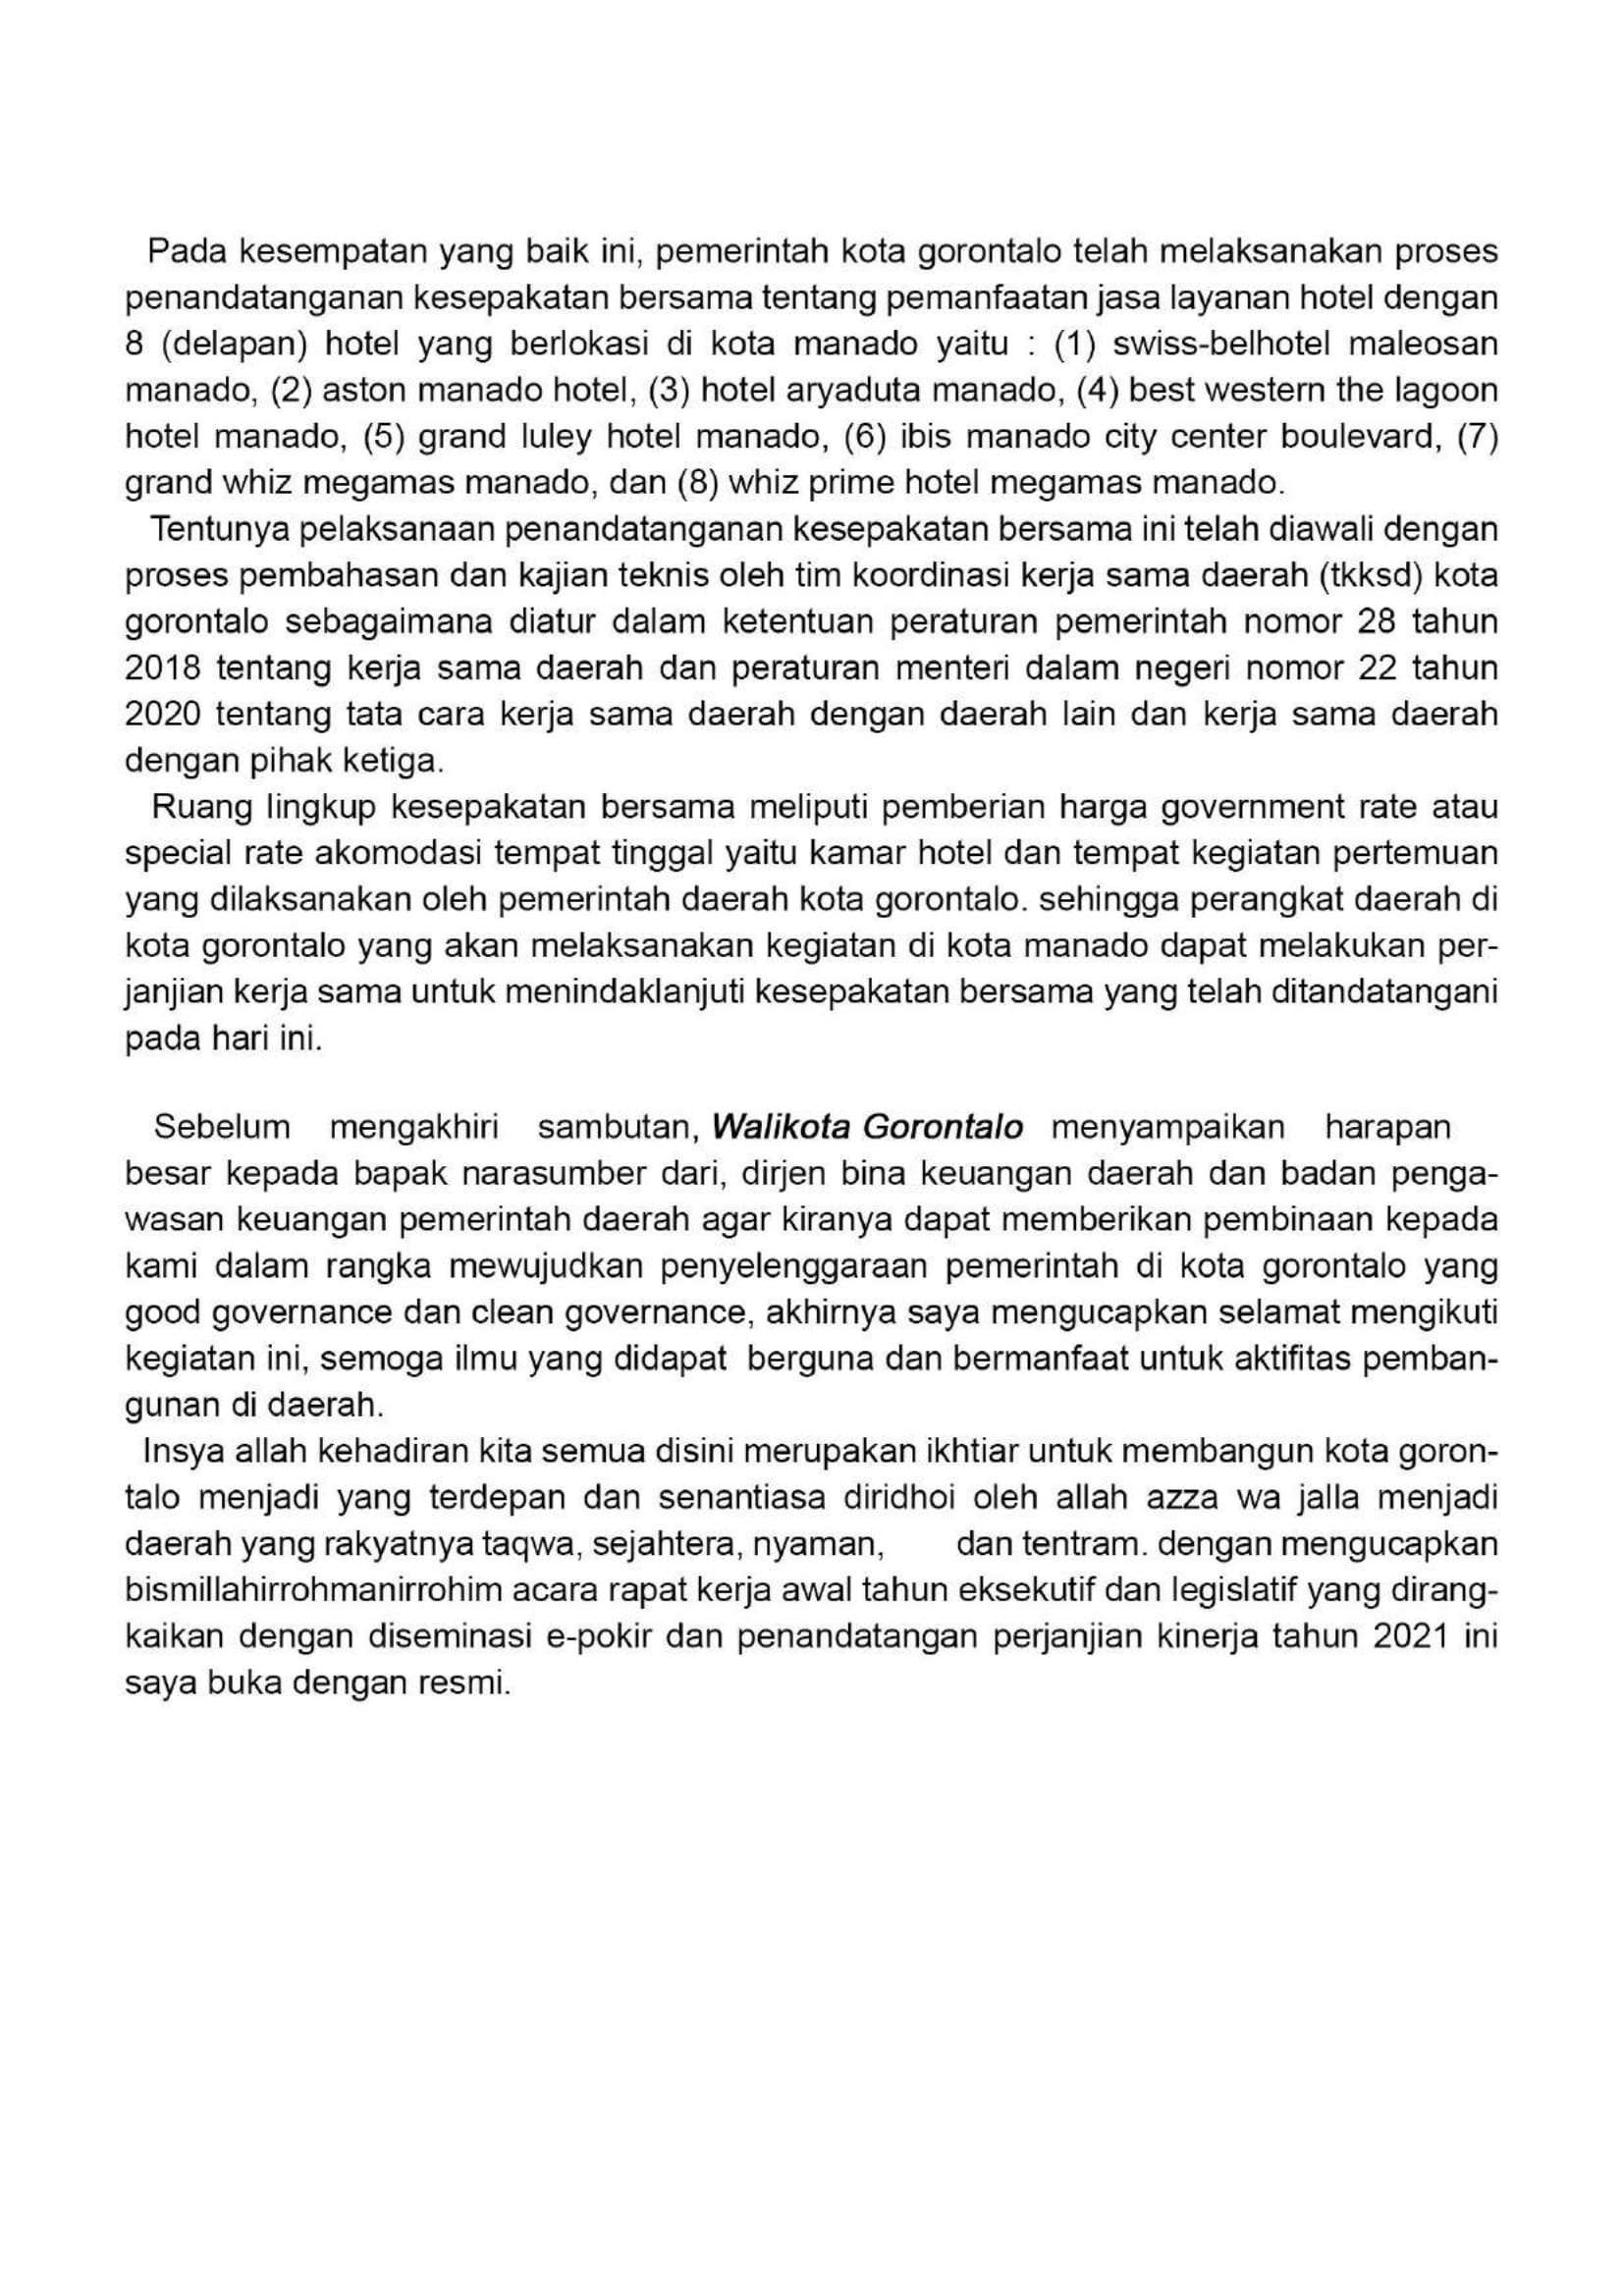 Pada kesempatan yang baik ini, pemerintah kota gorontalo telah melaksanakan proses
penandatanganan kesepakatan bersama tentang pemanfaatan jasa layanan hotel dengan
8 (delapan) hotel yang berlokasi di kota manado yaitu : (1) swiss-belhotel maleosan
manado, (2) aston manado hotel, (3) hotel aryaduta manado, (4) best western the lagoon
hotel manado, (5) grand luley hotel manado, (6) ibis manado city center boulevard, (7)
grand whiz megamas manado, dan (8) whiz prime hotel megamas manado.
Tentunya pelaksanaan penandatanganan kesepakatan bersama ini telah diawali dengan
proses pembahasan dan kajian teknis oleh tim koordinasi kerja sama daerah (tkksd) kota
gorontalo sebagaimana diatur dalam ketentuan peraturan pemerintah nomor 28 tahun
2018 tentang kerja sama daerah dan peraturan menteri dalam negeri nomor 22 tahun
2020 tentang tata cara kerja sama daerah dengan daerah lain dan kerja sama daerah
dengan pihak ketiga.
Ruang lingkup kesepakatan bersama meliputi pemberian harga government rate atau
special rate akomodasi tempat tinggal yaitu kamar hotel dan tempat kegiatan pertemuan
yang dilaksanakan oleh pemerintah daerah kota gorontalo. sehingga perangkat daerah di
kota gorontalo yang akan melaksanakan kegiatan di kota manado dapat melakukan per-
janjian kerja sama untuk menindaklanjuti kesepakatan bersama yang telah ditandatangani
pada hari ini.
Sebelum mengakhiri sambutan, Walikota Gorontalo menyampaikan harapan
besar kepada bapak narasumber dari, dirjen bina keuangan daerah dan badan penga-
wasan keuangan pemerintah daerah agar kiranya dapat memberikan pembinaan kepada
kami dalam rangka mewujudkan penyelenggaraan pemerintah di kota gorontalo yang
good governance dan clean governance, akhirnya saya mengucapkan selamat mengikuti
kegiatan ini, semoga ilmu yang didapat berguna dan bermanfaat untuk aktifitas pemban-
gunan di daerah.
Insya allah kehadiran kita semua disini merupakan ikhtiar untuk membangun kota goron-
talo menjadi yang terdepan dan senantiasa diridhoi oleh allah azza wa jalla menjadi
daerah yang rakyatnya taqwa, sejahtera, nyaman, dan tentram. dengan mengucapkan
bismillahirrohmanirrohim acara rapat kerja awal tahun eksekutif dan legislatif yang dirang-
kaikan dengan diseminasi e-pokir dan penandatangan perjanjian kinerja tahun 2021 ini
saya buka dengan resmi.